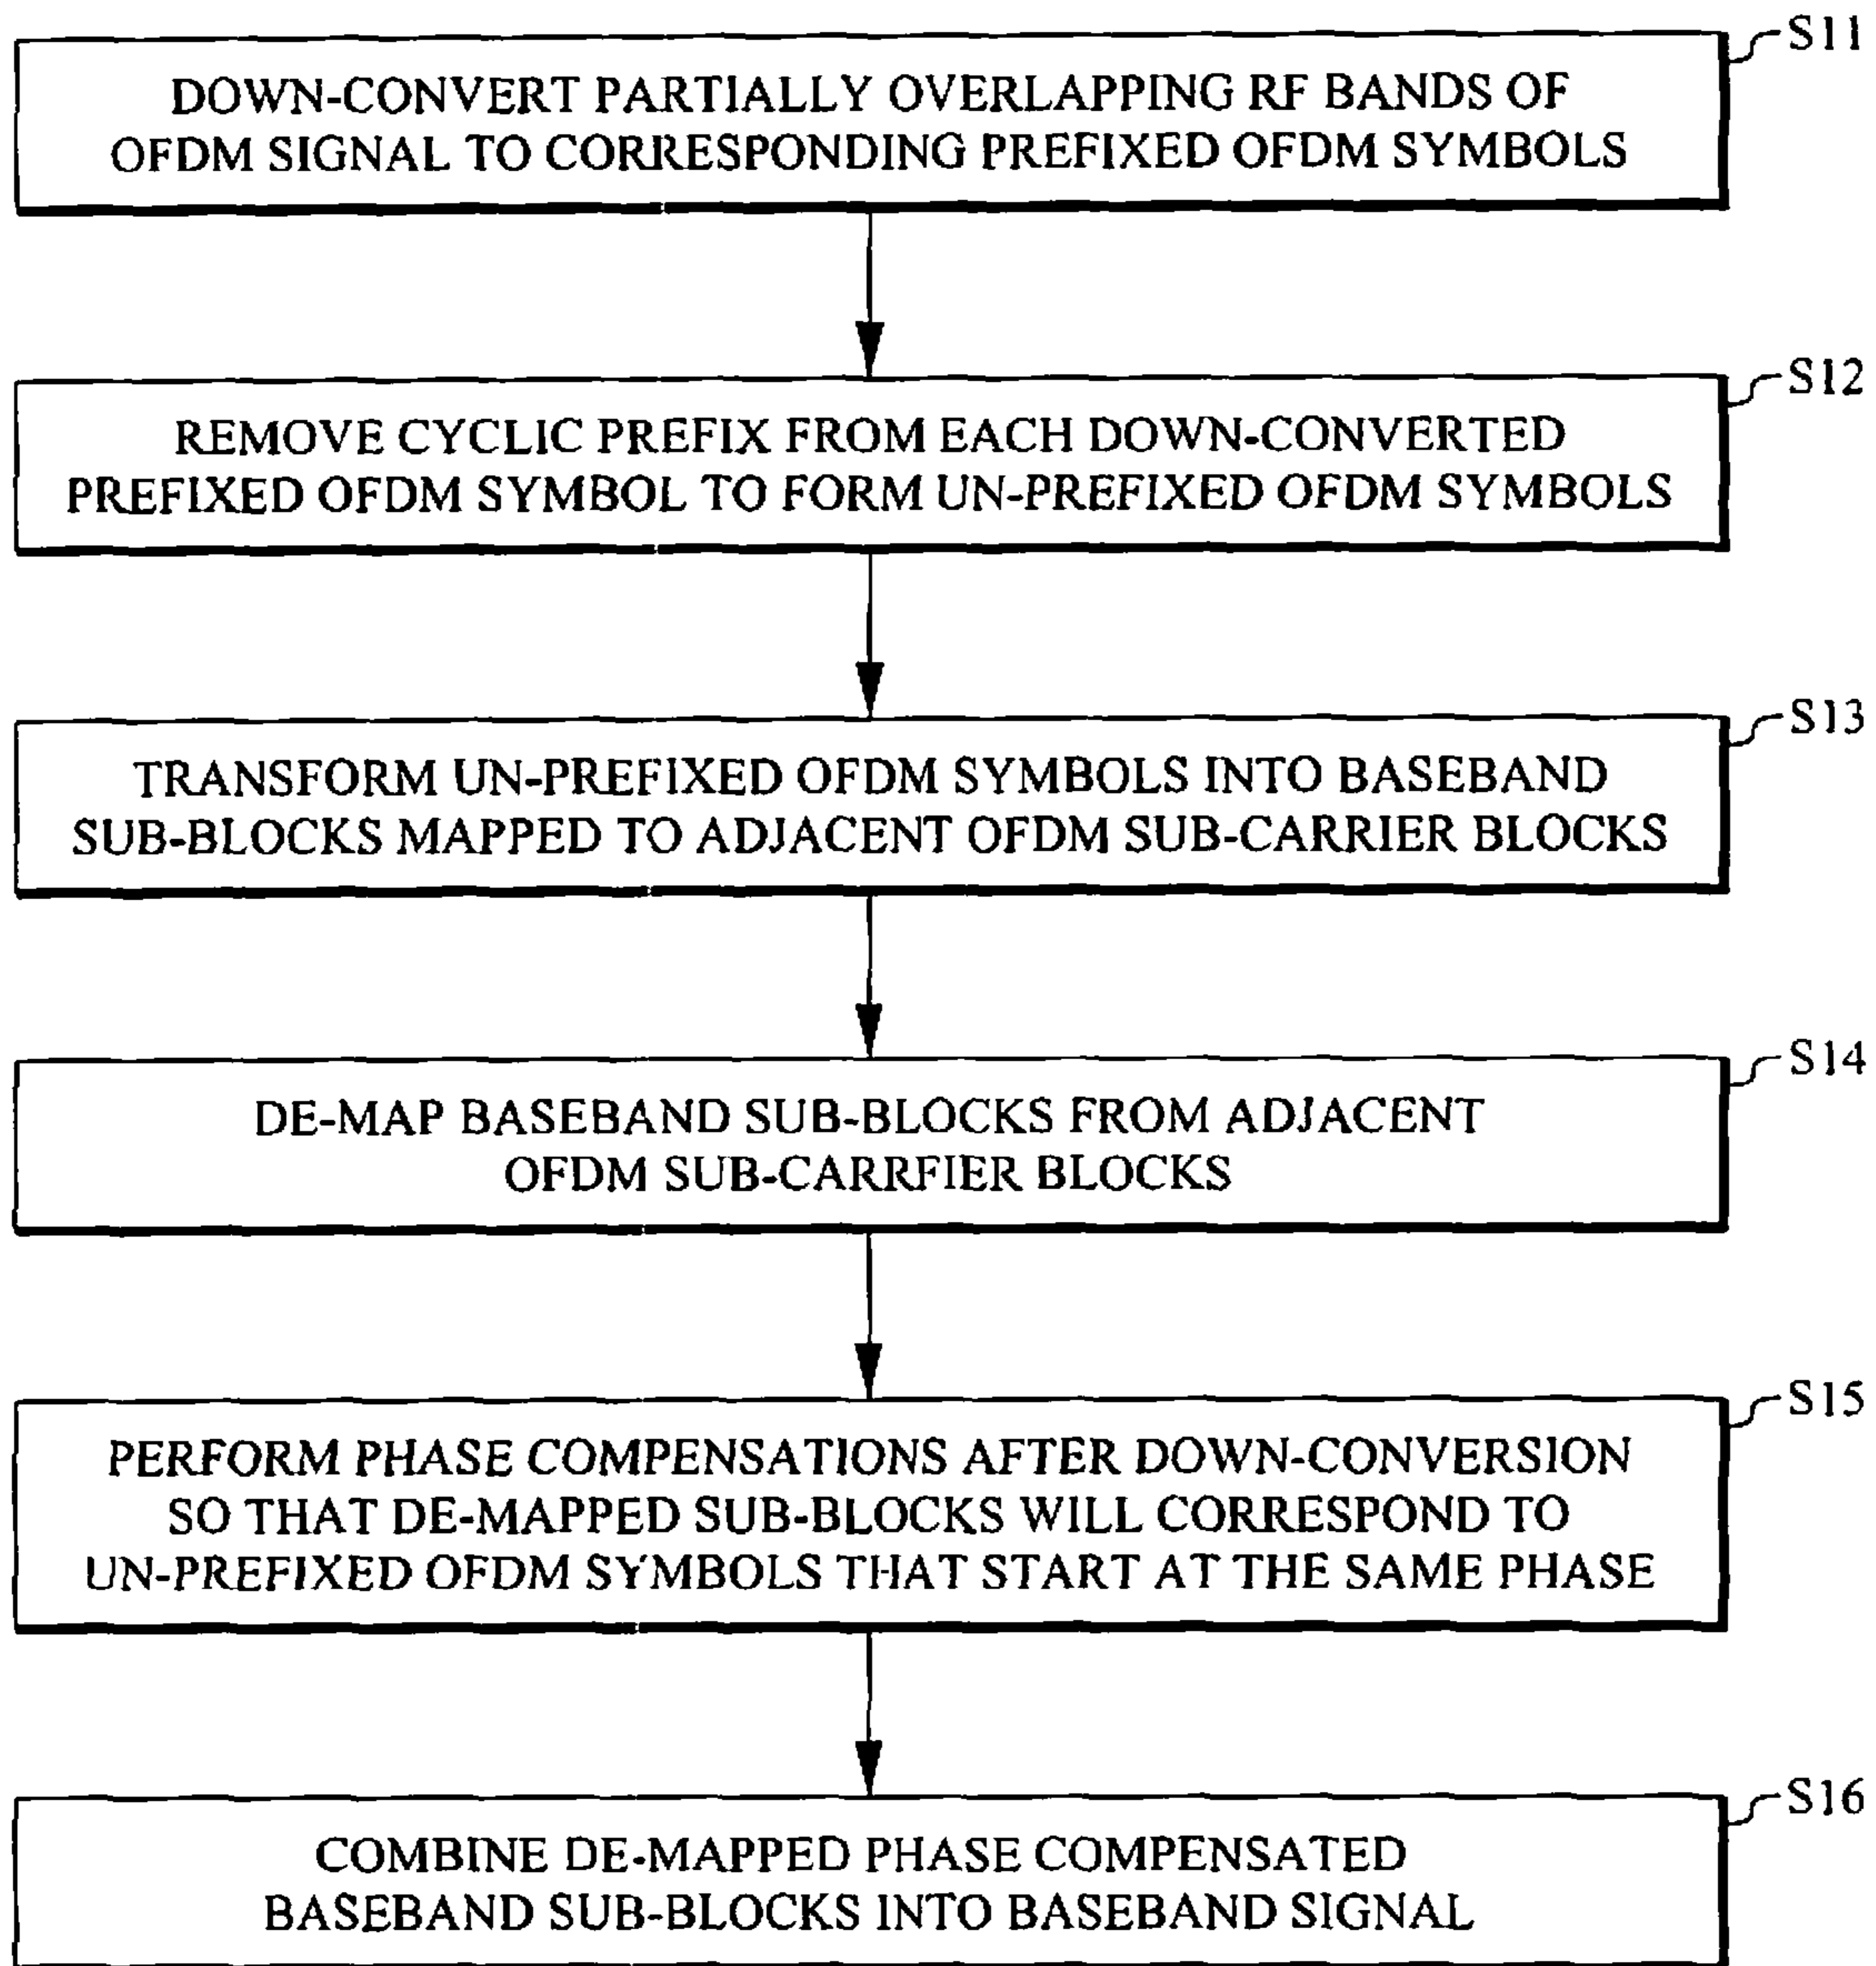 S11
DOWN-CONVERT PARTIALLY OVERLAPPING RF BANDS OF
OFDM SIGNAL TO CORRESPONDING PREFIXED OFDM SYMBOLS
S12
REMOVE CYCLIC PREFIX FROM EACH DOWN-CONVERTED
PREFIXED OFDM SYMBOL TO FORM UN-PREFIXED OFDM SYMBOLS
S13
TRANSFORM UN-PREFIXED OFDM SYMBOLS INTO BASEBAND
SUB-BLOCKS MAPPED TO ADJACENT OFDM SUB-CARRIER BLOCKS
S14
DE-MAP BASEBAND SUB-BLOCKS FROM ADJACENT
OFDM SUB-CARRFIER BLOCKS
S15
PERFORM PHASE COMPENSATIONS AFTER DOWN-CONVERSION
SO THAT DE-MAPPED SUB-BLOCKS WILL CORRESPOND TO
UN-PREFIXED OFDM SYMBOLS THAT START AT THE SAME PHASE
S16
COMBINE DE-MAPPED PHASE COMPENSATED
BASEBAND SUB-BLOCKS INTO BASEBAND SIGNAL